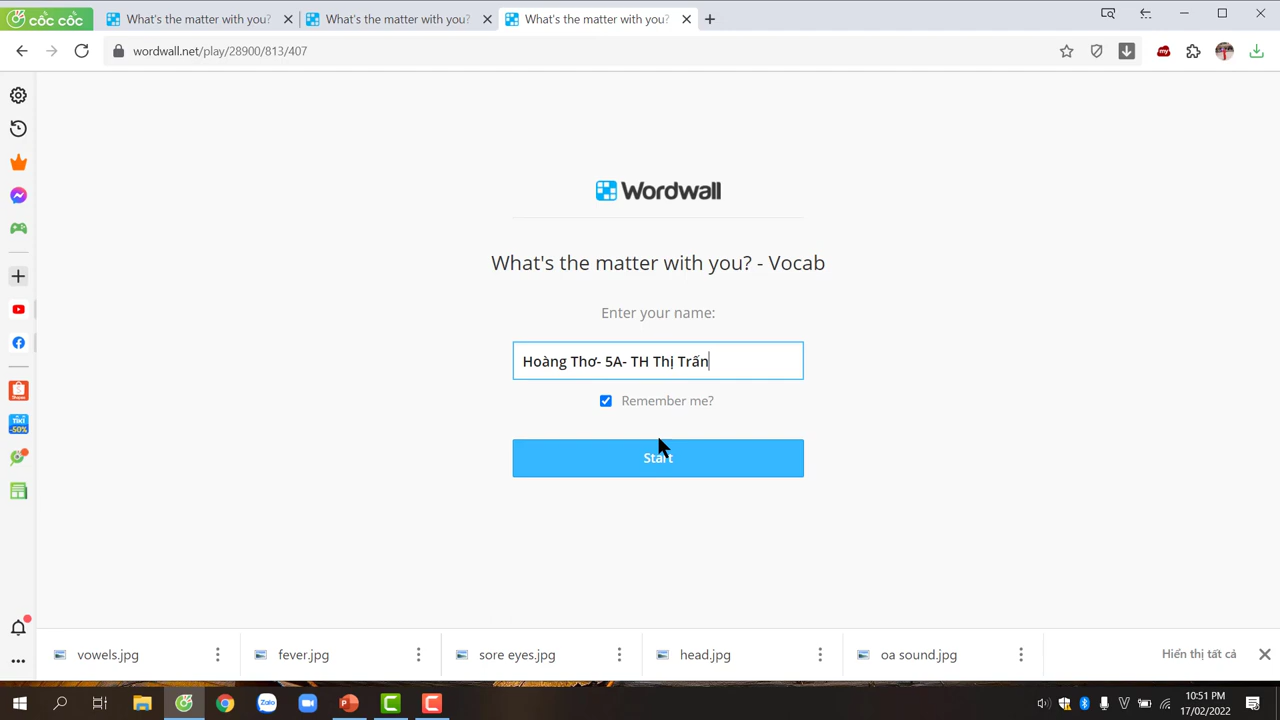 CỐC CỐC
What's the matter with you?
What's the matter with you?
What's the matter with you?
wordwall.net/play/28900/813/407
Wordwall
What's the matter with you? - Vocab
Enter your name:
Hoàng Thơ- 5A- TH Thị Trấn
Remember me?
Start
TIKI
-50%
vowels.jpg
fever.jpg
sore eyes.jpg
head.jpg
oa sound.jpg
Hiển thị tất cả
Zalo
10:51 PM
17/02/2022